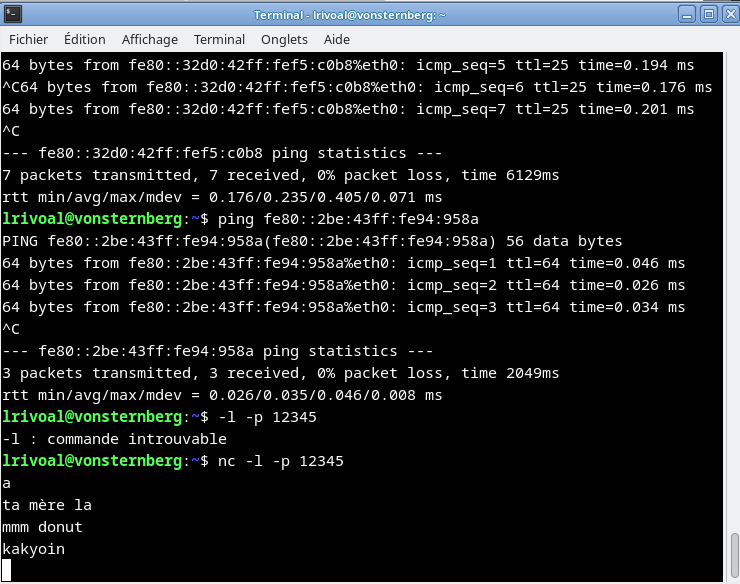 Terminal - lrivoal@vonsternberg: ~
Fichier Édition Affichage Terminal Onglets Aide
64 bytes from fe80::32d0:42ff:fef5:c0b8%eth0: icmp_seq=5 ttl=25 time=0.194 ms
^C64 bytes from fe80::32d0:42ff:fef5:c0b8%eth0: icmp_seq=6 ttl=25 time=0.176 ms
64 bytes from fe80::32d0:42ff:fef5:c0b8%eth0: icmp_seq=7 ttl=25 time=0.201 ms
^C
--- fe80::32d0:42ff:fef5:c0b8 ping statistics ---
7 packets transmitted, 7 received, 0% packet loss, time 6129ms
rtt min/avg/max/mdev = 0.176/0.235/0.405/0.071 ms
lrivoal@vonsternberg:~$ ping fe80::2be:43ff:fe94:958a
PING fe80::2be:43ff:fe94:958a(fe80::2be:43ff:fe94:958a) 56 data bytes
64 bytes from fe80::2be:43ff:fe94:958a%eth0: icmp_seq=1 ttl=64 time=0.046 ms
64 bytes from fe80::2be:43ff:fe94:958a%eth0: icmp_seq=2 ttl=64 time=0.026 ms
64 bytes from fe80::2be:43ff:fe94:958a%eth0: icmp_seq=3 ttl=64 time=0.034 ms
^C
--- fe80::2be:43ff:fe94:958a ping statistics ---
3 packets transmitted, 3 received, 0% packet loss, time 2049ms
rtt min/avg/max/mdev = 0.026/0.035/0.046/0.008 ms
lrivoal@vonsternberg:~$ -l -p 12345
-l : commande introuvable
lrivoal@vonsternberg:~$ nc -l -p 12345
a
ta mère la
mmm donut
kakyoin